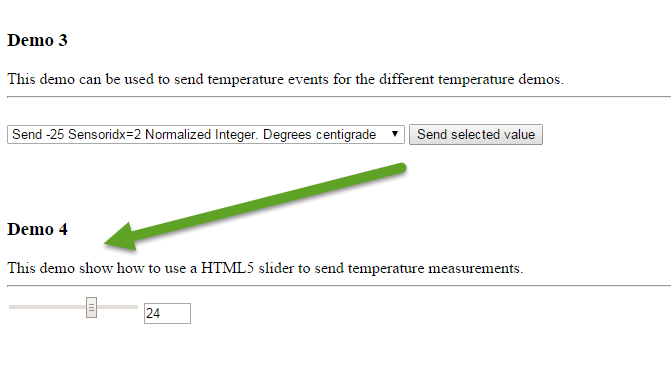 Demo 3
This demo can be used to send temperature events for the different temperature demos.
Send -25 Sensoridx=2 Normalized Integer. Degrees centigrade Send selected value
Demo 4
This demo show how to use a HTML5 slider to send temperature measurements.
24